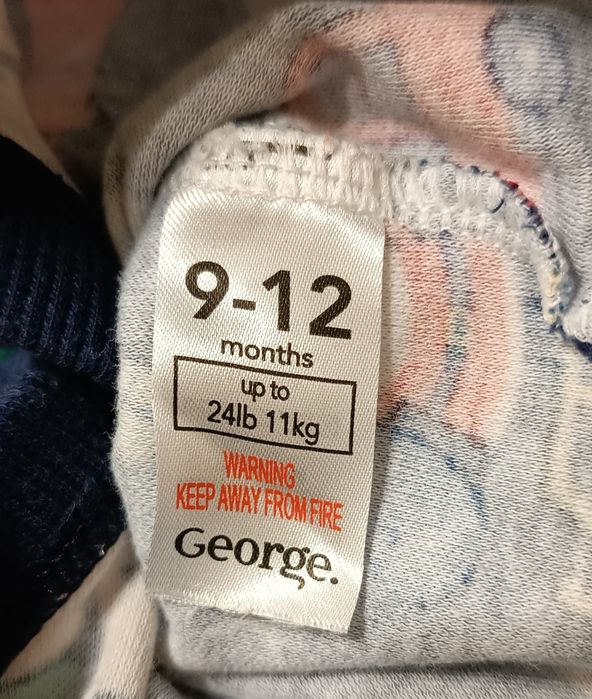 9-12
months
up to
24lb 11kg
WARNING
KEEP AWAY FROM FIRE
George.